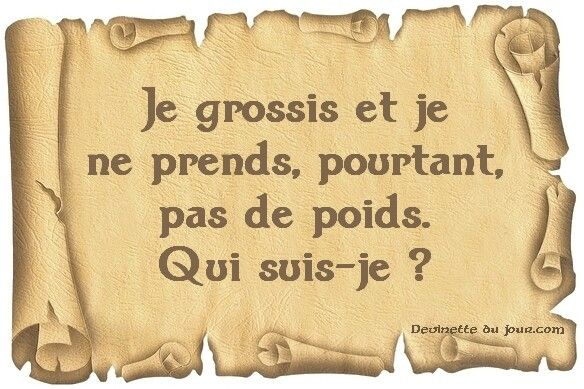 Je grossis et je
ne prends, pourtant,
pas de poids.
Qui suis-je ?
Devinette du jour.com